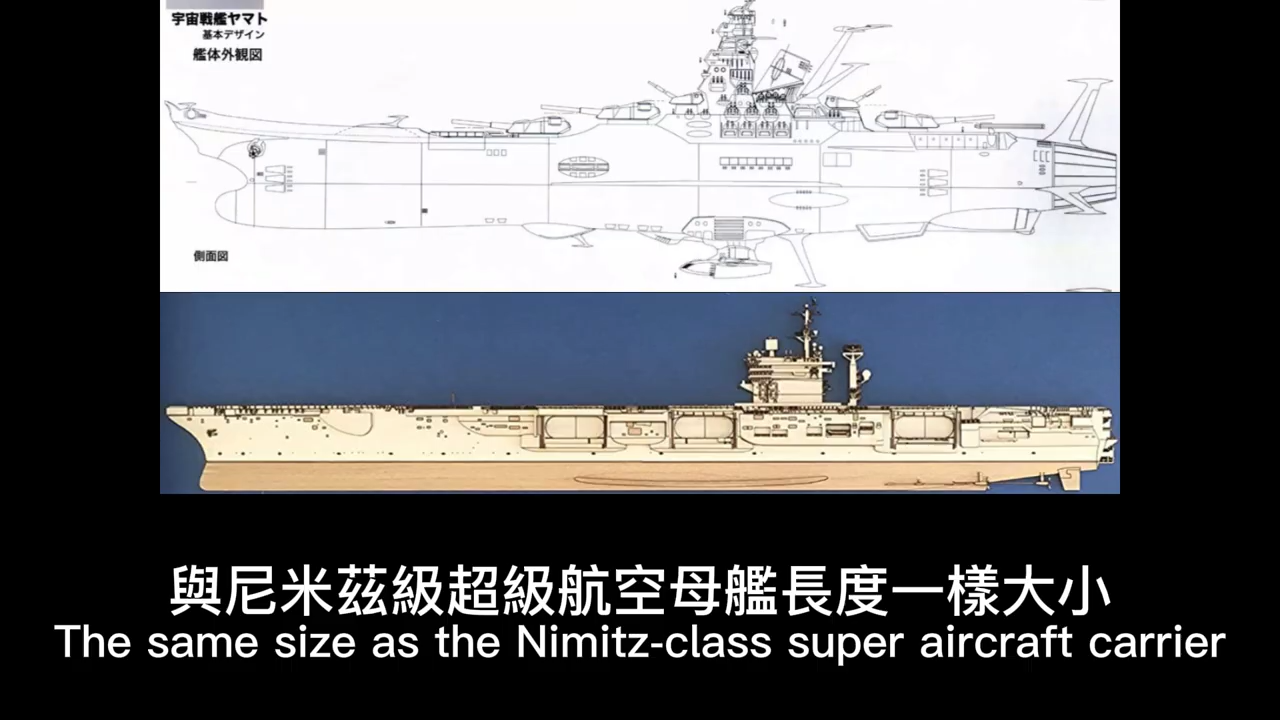 宇宙戦艦ヤマト
基本デザイン
艦体外観図
側面図
與尼米茲級超級航空母艦長度一樣大小
The same size as the Nimitz-class super aircraft carrier